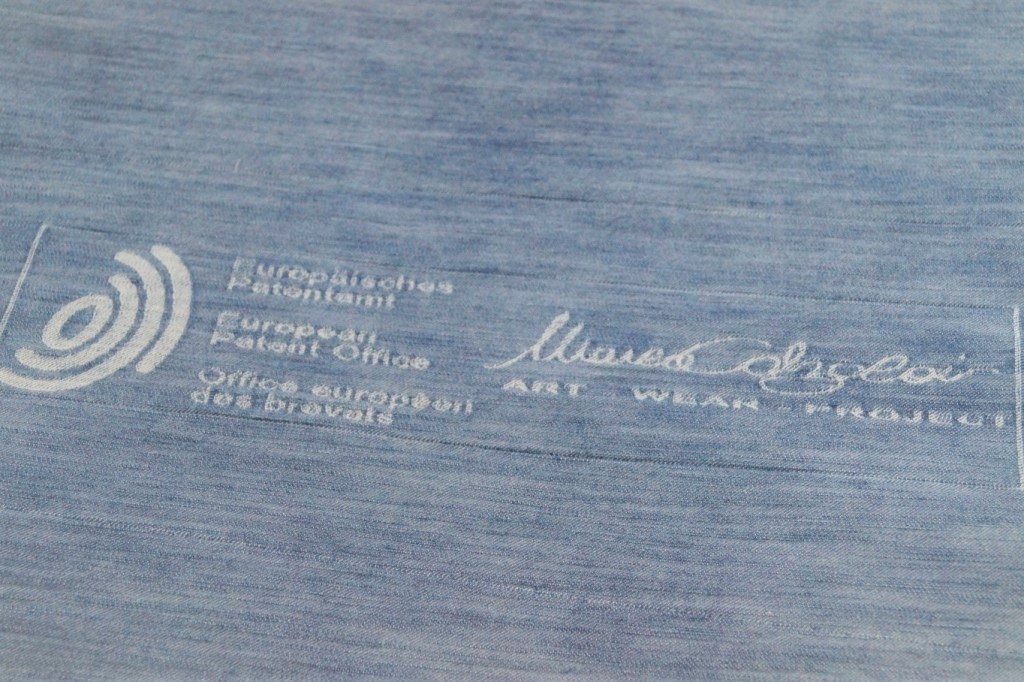 Europäisches
Patentamt
European
Patent Office
Office européen
des brevets
ART WEAR PROJECT